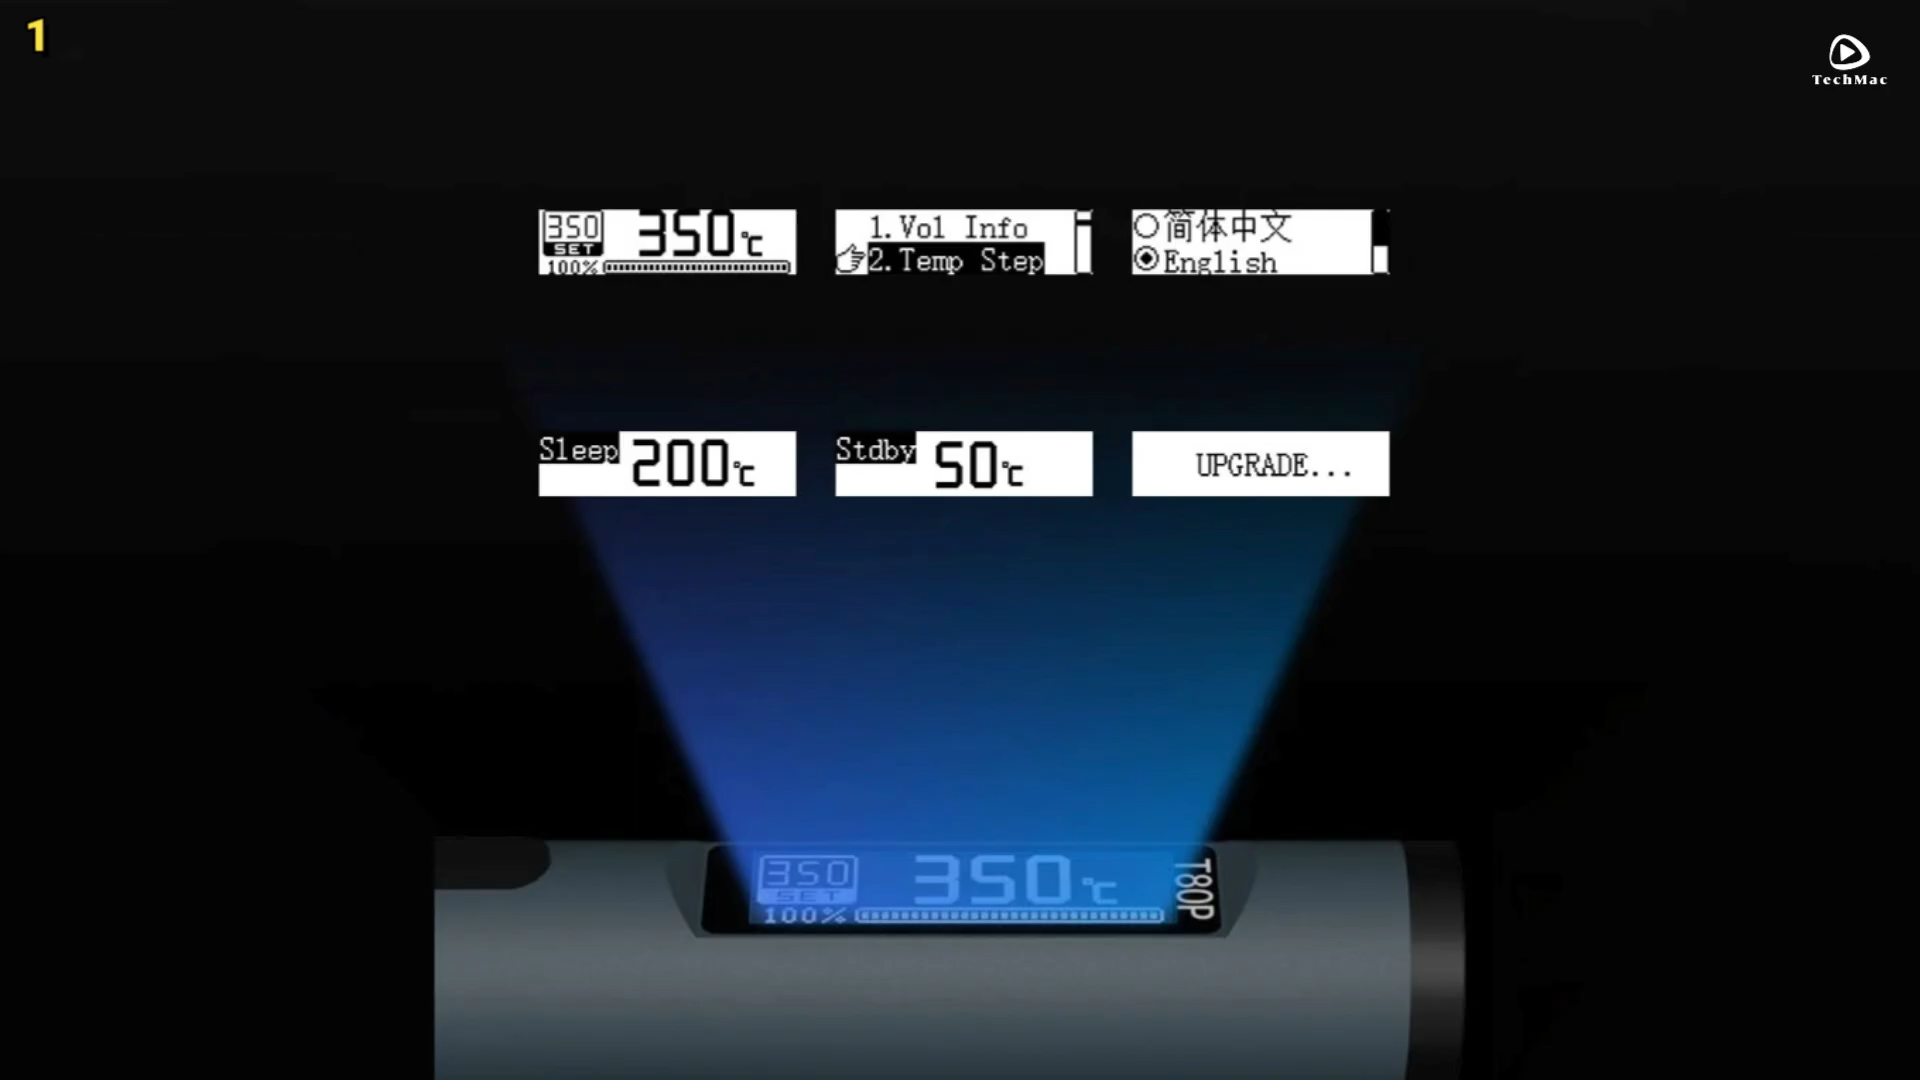 1
TechMac
350
SET
100%
350℃
1.Vol Info
2.Temp Step
简体中文
English
Sleep
200℃
Stdby
50℃
UPGRADE...
350
SET
100%
350℃
T80P